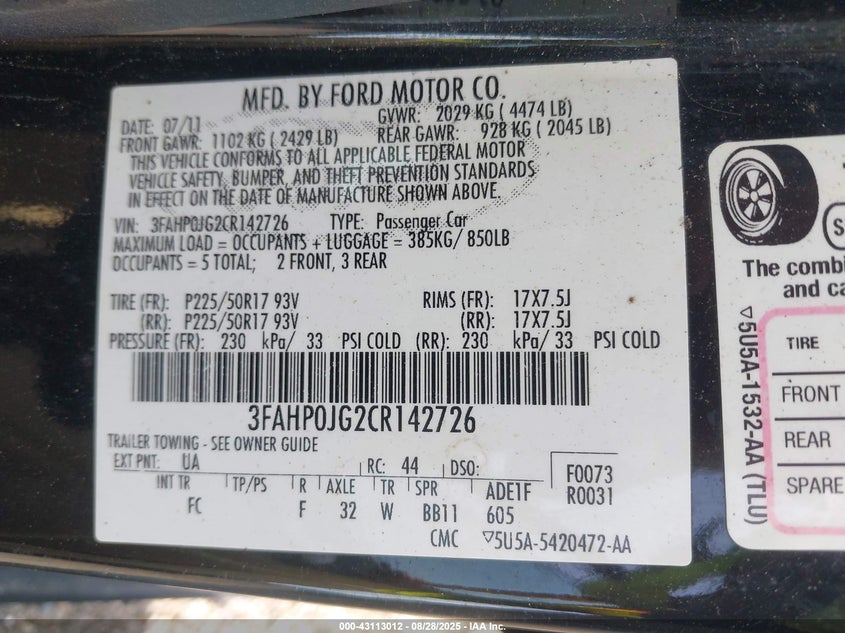 MFD. BY FORD MOTOR CO.
DATE: 07/11 GVWR: 2029 KG ( 4474 LB)
FRONT GAWR: 1102 KG ( 2429 LB) REAR GAWR: 928 KG ( 2045 LB)
THIS VEHICLE CONFORMS TO ALL APPLICABLE FEDERAL MOTOR
VEHICLE SAFETY, BUMPER, AND THEFT PREVENTION STANDARDS
IN EFFECT ON THE DATE OF MANUFACTURE SHOWN ABOVE.
VIN: 3FAHP0JG2CR142726 TYPE: Passenger Car
MAXIMUM LOAD = OCCUPANTS + LUGGAGE = 385KG/ 850LB
OCCUPANTS = 5 TOTAL; 2 FRONT, 3 REAR
TIRE (FR): P225/50R17 93V RIMS (FR): 17X7.5J
(RR): P225/50R17 93V (RR): 17X7.5J
PRESSURE (FR): 230 kPa/ 33 PSI COLD (RR): 230 kPa/ 33 PSI COLD
3FAHP0JG2CR142726
TRAILER TOWING - SEE OWNER GUIDE
EXT PNT: UA RC: 44 DSO: F0073
INT TR TP/PS R AXLE TR SPR ADE1F R0031
FC F 32 W BB11 605
CMC ▽5U5A-5420472-AA
The combi
and ca
▽5U5A-1532-AA (TLU)
TIRE
FRONT
REAR
SPARE
000-43113012 - 08/28/2025 - IAA Inc.